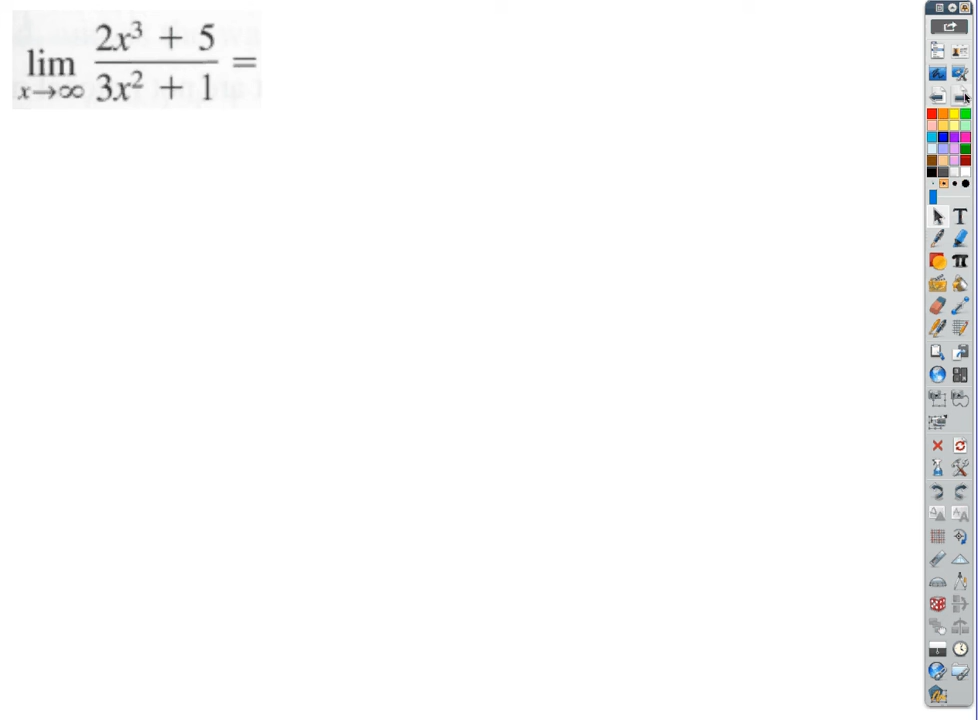 lim x→∞ (2x³ + 5)/(3x² + 1) =
T
π